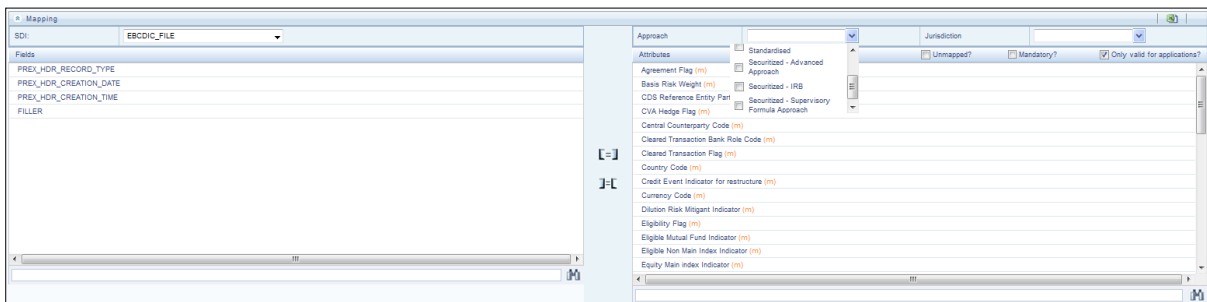 Mapping
SDI: EBCDIC_FILE
Fields
PREX_HDR_RECORD_TYPE
PREX_HDR_CREATION_DATE
PREX_HDR_CREATION_TIME
FILLER
[=]
]=[
Approach Jurisdiction
Attributes Unmapped? Mandatory? Only valid for applications?
Standardised
Securitized - Advanced
Approach
Securitized - IRB
Securitized - Supervisory
Formula Approach
Agreement Flag (m)
Basis Risk Weight (m)
CDS Reference Entity Part
CVA Hedge Flag (m)
Central Counterparty Code (m)
Cleared Transaction Bank Role Code (m)
Cleared Transaction Flag (m)
Country Code (m)
Credit Event Indicator for restructure (m)
Currency Code (m)
Dilution Risk Mitigant Indicator (m)
Eligibility Flag (m)
Eligible Mutual Fund Indicator (m)
Eligible Non Main Index Indicator (m)
Equity Main index Indicator (m)